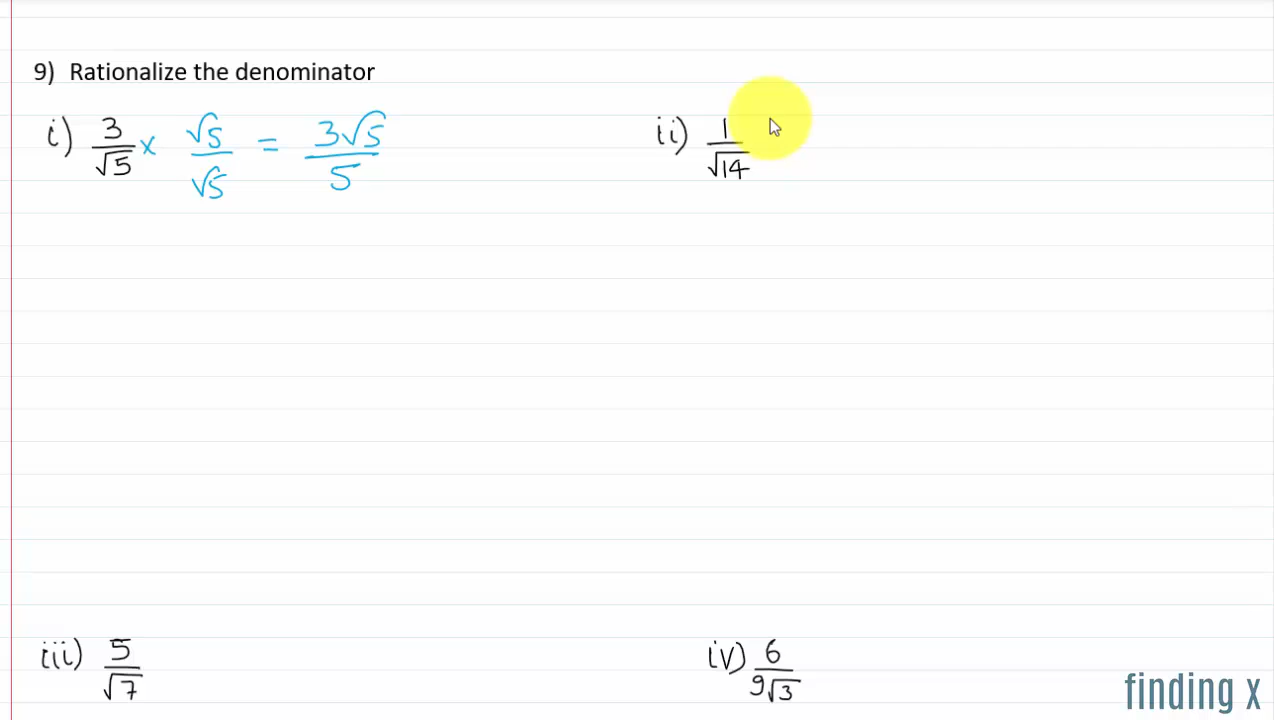 9) Rationalize the denominator
i) 3/√5 × √5/√5 = 3√5/5
ii) 1/√14
iii) 5/√7
iv) 6/9√3
finding x